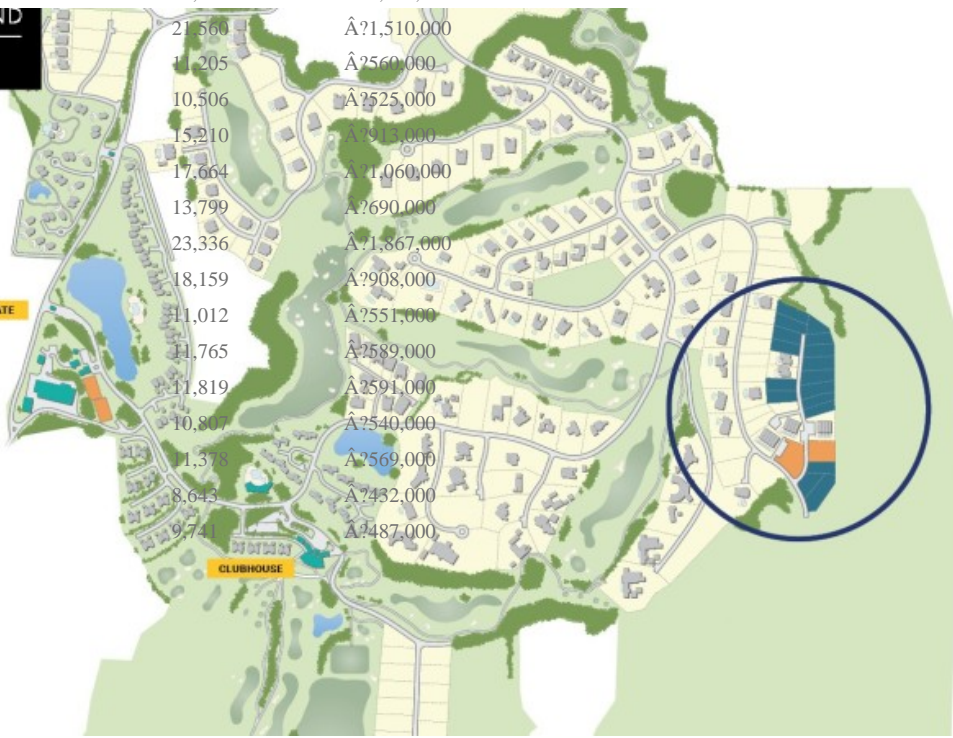 ND
21,560 Â?1,510,000
11,205 Â?560,000
10,506 Â?525,000
15,210 Â?913,000
17,664 Â?1,060,000
13,799 Â?690,000
23,336 Â?1,867,000
18,159 Â?908,000
ATE
11,012 Â?551,000
11,765 Â?589,000
11,819 Â?591,000
10,807 Â?540,000
11,378 Â?569,000
8,643 Â?432,000
9,741 Â?487,000
CLUBHOUSE